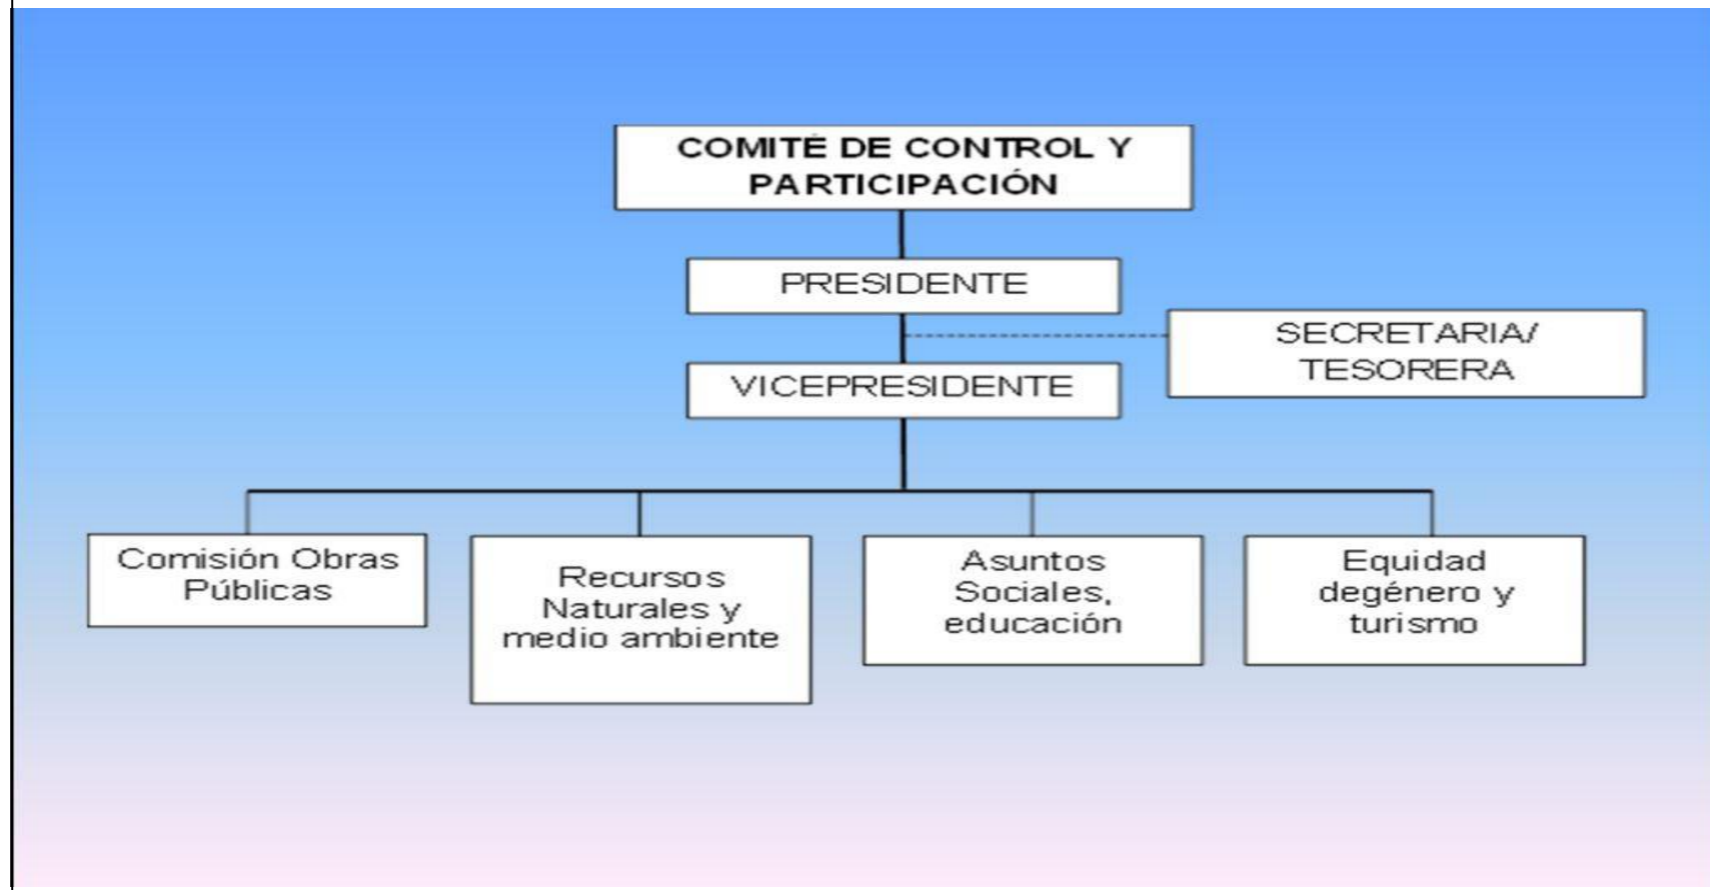 COMITÉ DE CONTROL Y
PARTICIPACIÓN
PRESIDENTE
SECRETARIA/
TESORERA
VICEPRESIDENTE
Comisión Obras
Públicas
Recursos
Naturales y
medio ambiente
Asuntos
Sociales,
educación
Equidad
degénero y
turismo